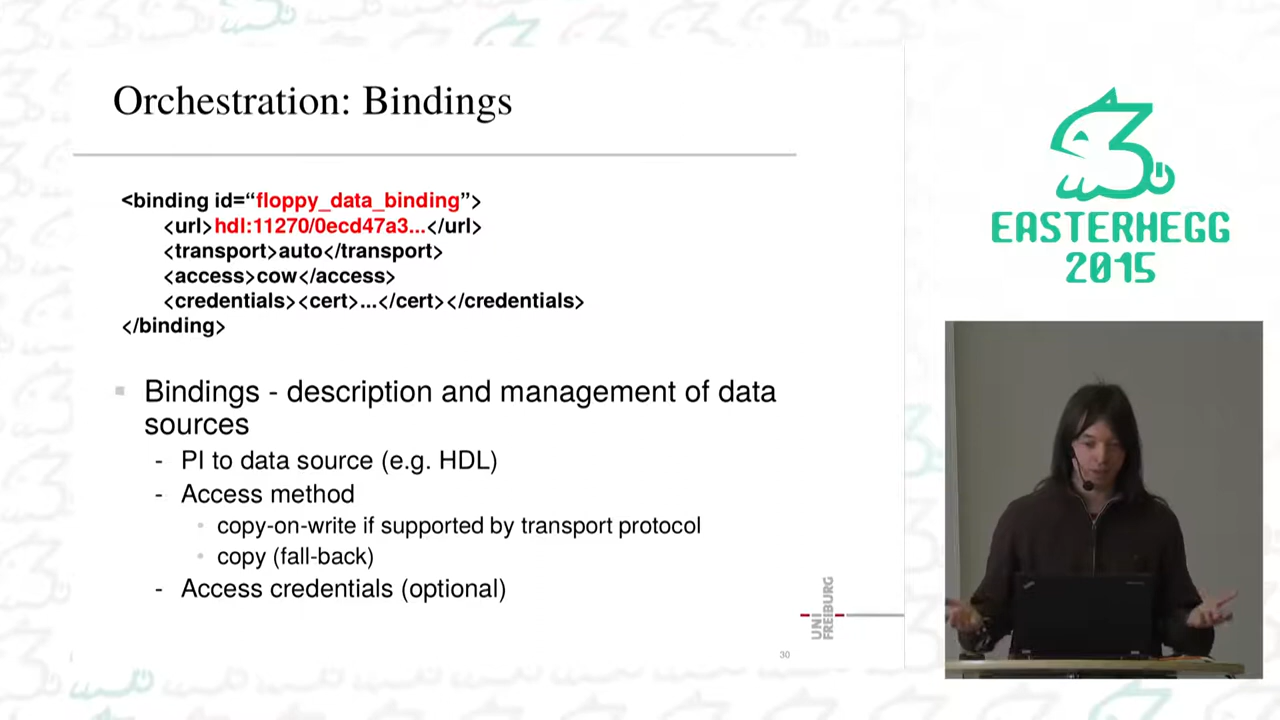 Orchestration: Bindings
<binding id=“floppy_data_binding”>
<url>hdl:11270/0ecd47a3...</url>
<transport>auto</transport>
<access>cow</access>
<credentials><cert>...</cert></credentials>
</binding>
Bindings - description and management of data
sources
- PI to data source (e.g. HDL)
- Access method
copy-on-write if supported by transport protocol
copy (fall-back)
- Access credentials (optional)
UNI
FREIBURG
30
EASTERHEGG
2015